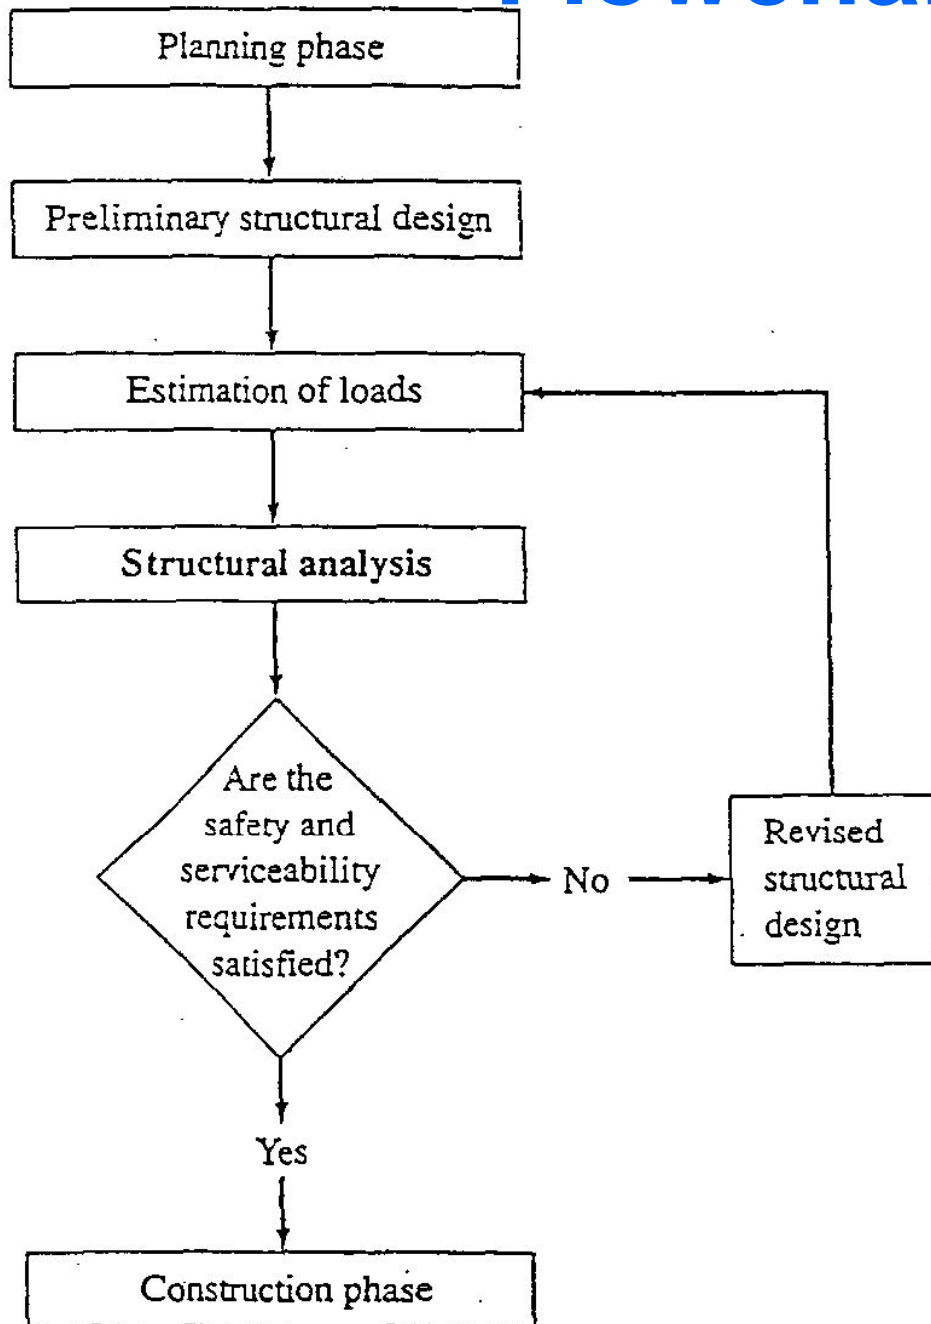 Planning phase
Preliminary structural design
Estimation of loads
Structural analysis
Are the
safety and
serviceability
requirements
satisfied?
No
Revised
structural
design
Yes
Construction phase